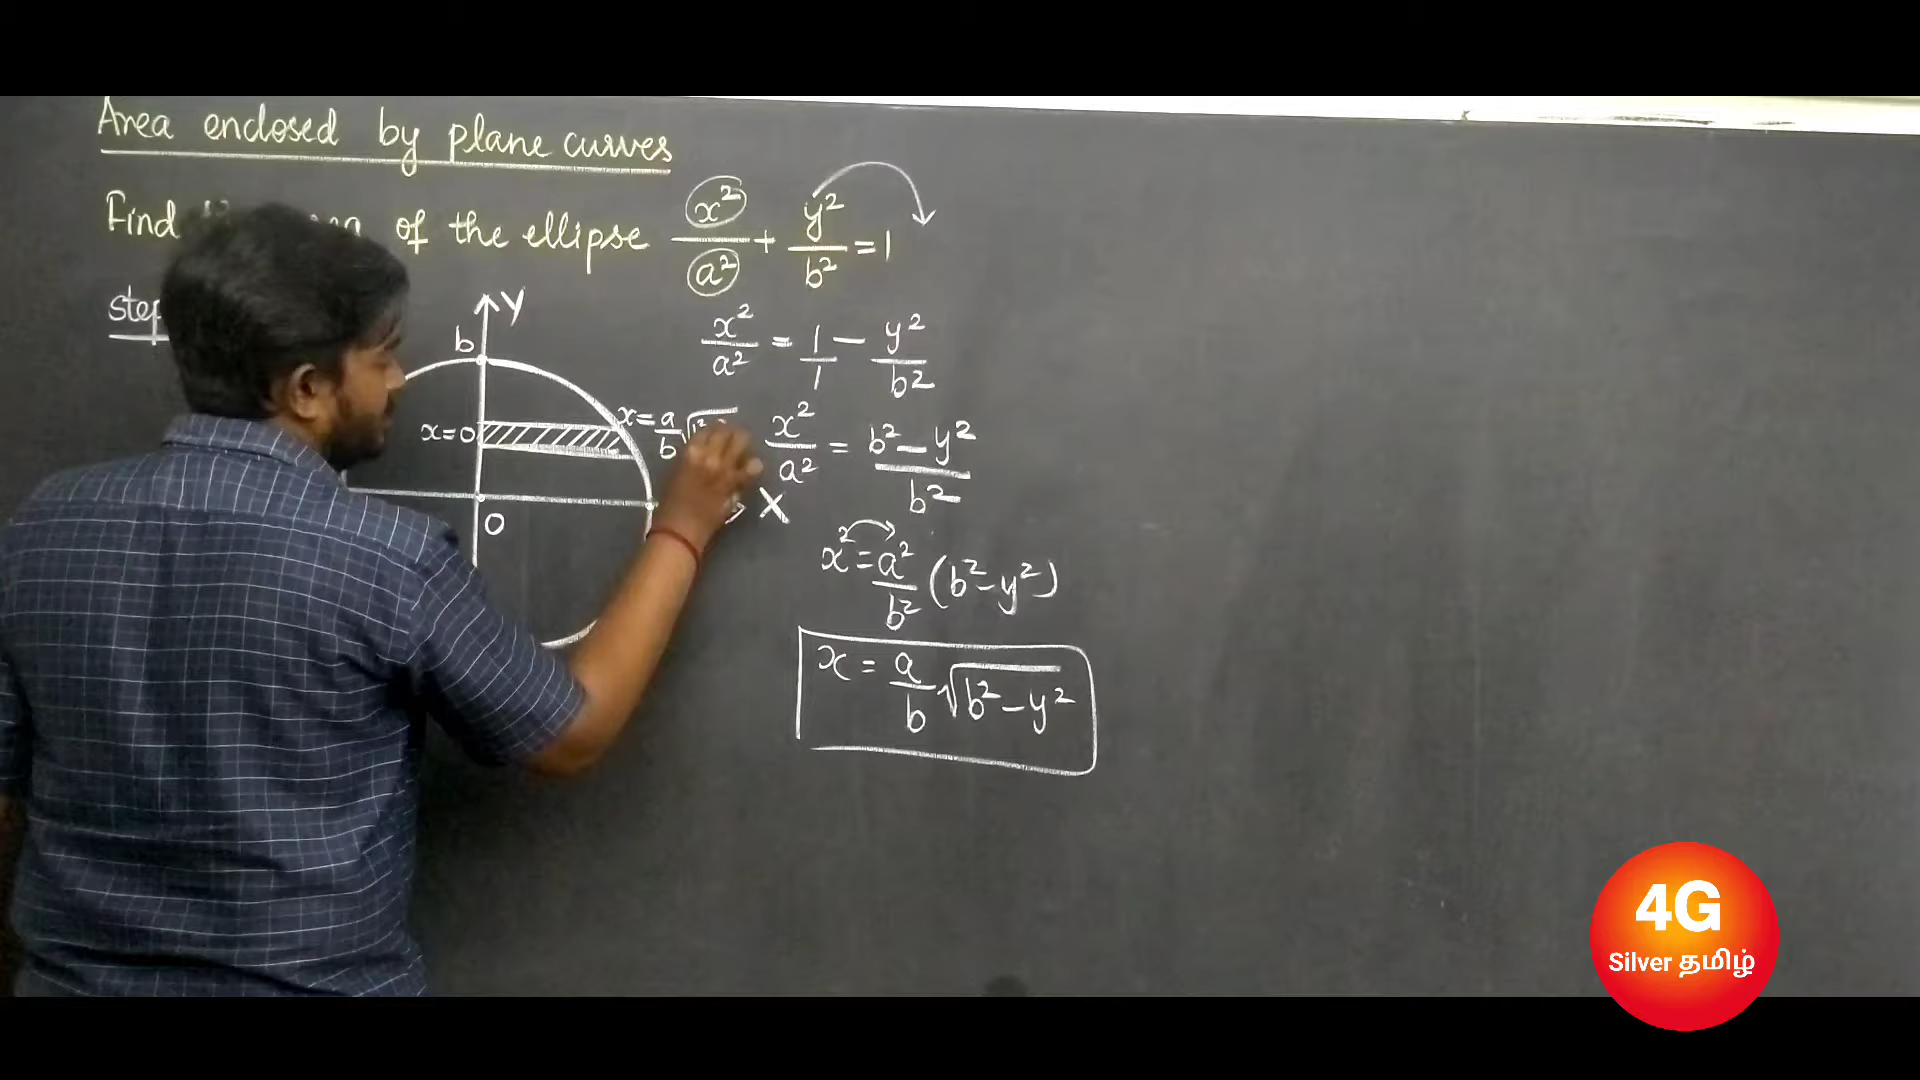 Area enclosed by plane curves
Find of the ellipse x²/a² + y²/b² = 1
step
Y
b
x²/a² = 1/1 − y²/b²
x=0
x = a/b √
x²/a² = b² − y²/b²
X
O
x² = a²/b² (b² − y²)
x = a/b √b² − y²
4G
Silver தமிழ்